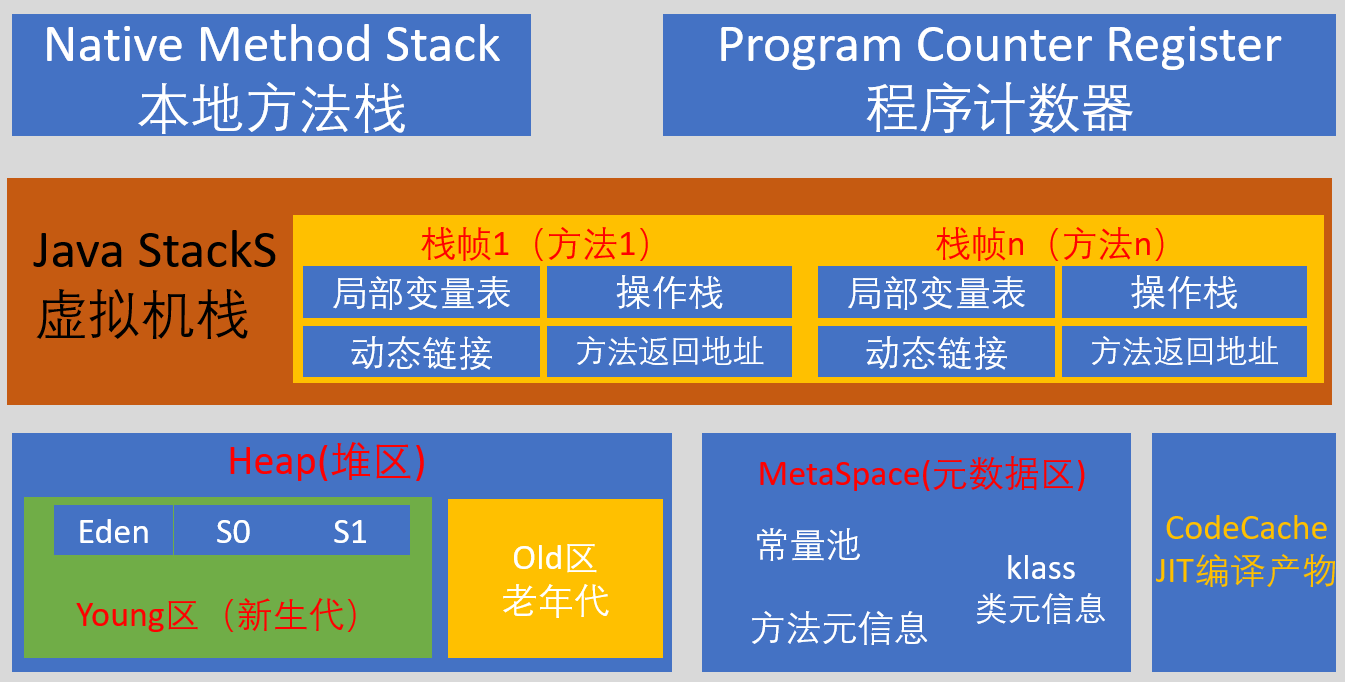 Native Method Stack
本地方法栈
Program Counter Register
程序计数器
Java StackS
虚拟机栈
栈帧1（方法1）
局部变量表
操作栈
动态链接
方法返回地址
栈帧n（方法n）
局部变量表
操作栈
动态链接
方法返回地址
Heap(堆区)
Eden
S0
S1
Young区（新生代）
Old区
老年代
MetaSpace(元数据区)
常量池
方法元信息
klass
类元信息
CodeCache
JIT编译产物